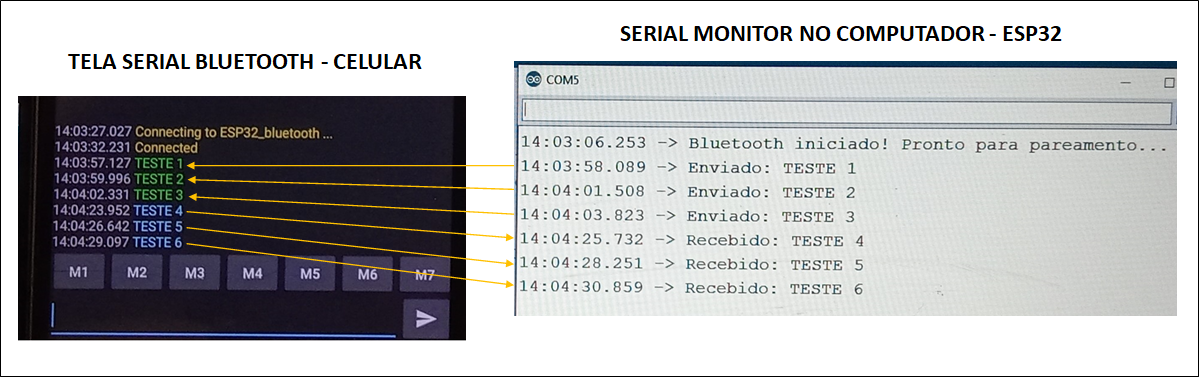 SERIAL MONITOR NO COMPUTADOR - ESP32
TELA SERIAL BLUETOOTH - CELULAR
14:03:27.027 Connecting to ESP32_bluetooth ...
14:03:32.231 Connected
14:03:57.127 TESTE 1
14:03:59.996 TESTE 2
14:04:02.331 TESTE 3
14:04:23.952 TESTE 4
14:04:26.642 TESTE 5
14:04:29.097 TESTE 6
M1 M2 M3 M4 M5 M6 M7
COM5
14:03:06.253 -> Bluetooth iniciado! Pronto para pareamento...
14:03:58.089 -> Enviado: TESTE 1
14:04:01.508 -> Enviado: TESTE 2
14:04:03.823 -> Enviado: TESTE 3
14:04:25.732 -> Recebido: TESTE 4
14:04:28.251 -> Recebido: TESTE 5
14:04:30.859 -> Recebido: TESTE 6